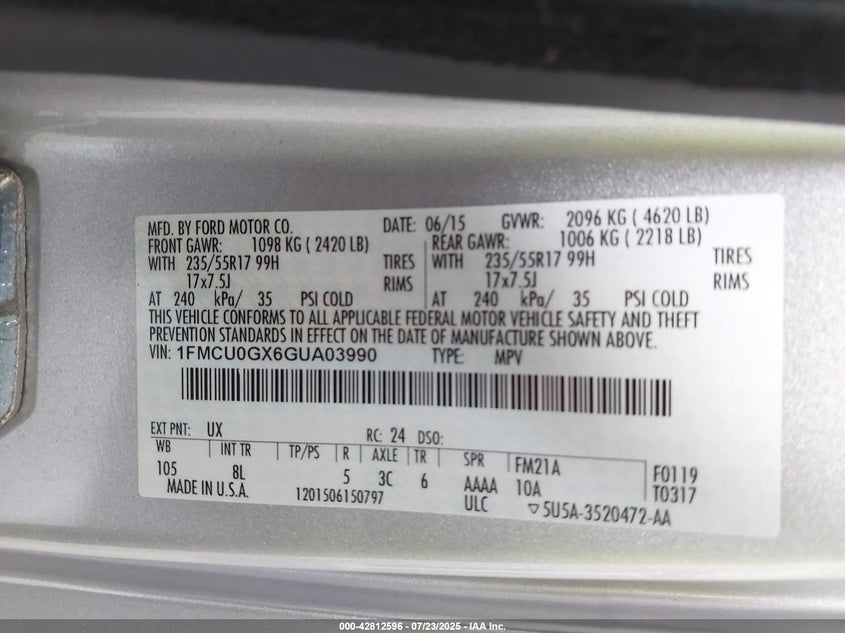 MFD. BY FORD MOTOR CO. DATE: 06/15 GVWR: 2096 KG ( 4620 LB)
FRONT GAWR: 1098 KG ( 2420 LB) REAR GAWR: 1006 KG ( 2218 LB)
WITH 235/55R17 99H TIRES WITH 235/55R17 99H TIRES
17x7.5J RIMS 17x7.5J RIMS
AT 240 kPa/ 35 PSI COLD AT 240 kPa/ 35 PSI COLD
THIS VEHICLE CONFORMS TO ALL APPLICABLE FEDERAL MOTOR VEHICLE SAFETY AND THEFT
PREVENTION STANDARDS IN EFFECT ON THE DATE OF MANUFACTURE SHOWN ABOVE.
VIN: 1FMCU0GX6GUA03990 TYPE: MPV
EXT PNT: UX RC: 24 DSO:
WB INT TR TP/PS R AXLE TR SPR FM21A F0119
105 8L 5 3C 6 AAAA 10A T0317
MADE IN U.S.A. 1201506150797 ULC ▽5U5A-3520472-AA
000-42812596 - 07/23/2025 - IAA Inc.